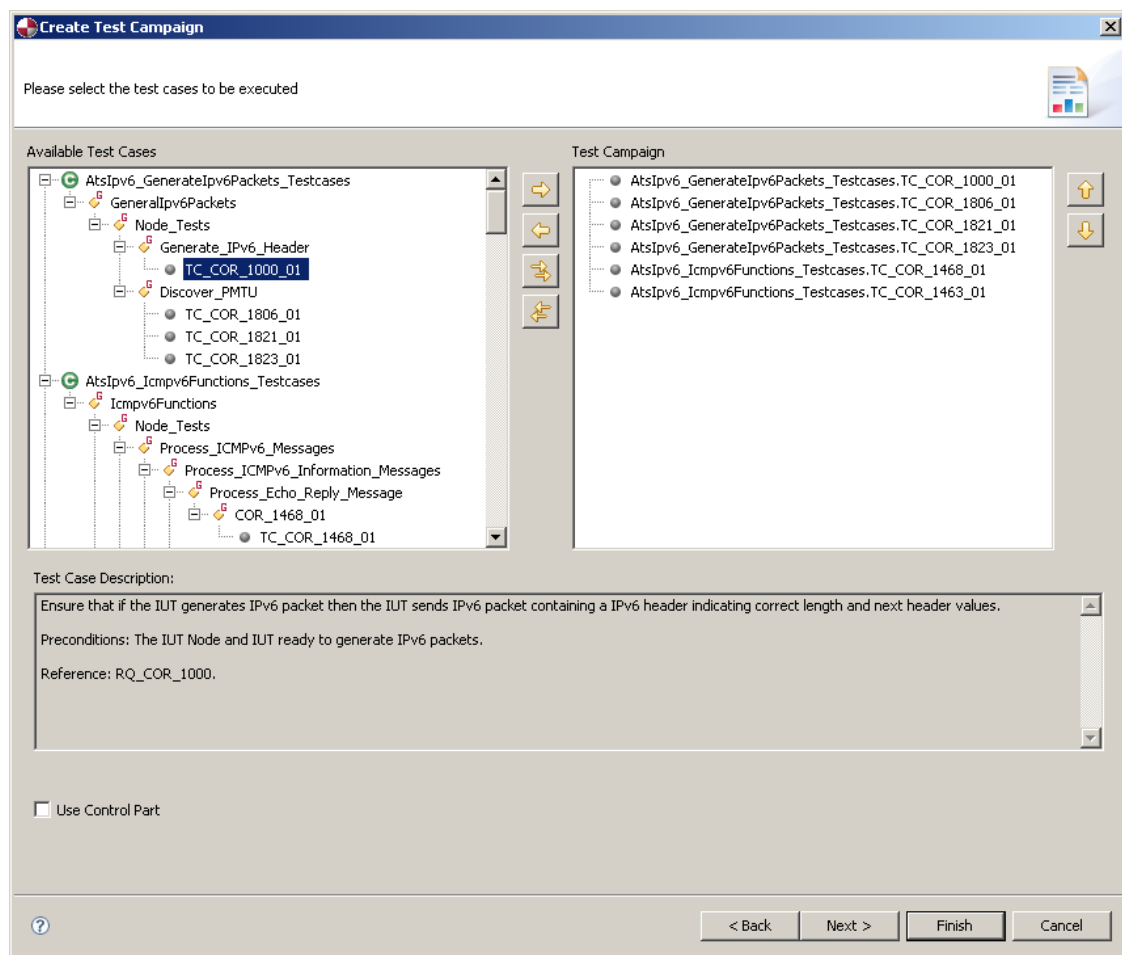 Create Test Campaign
Please select the test cases to be executed
Available Test Cases
AtsIpv6_GenerateIpv6Packets_Testcases
GeneralIpv6Packets
Node_Tests
Generate_IPv6_Header
TC_COR_1000_01
Discover_PMTU
TC_COR_1806_01
TC_COR_1821_01
TC_COR_1823_01
AtsIpv6_Icmpv6Functions_Testcases
Icmpv6Functions
Node_Tests
Process_ICMPv6_Messages
Process_ICMPv6_Information_Messages
Process_Echo_Reply_Message
COR_1468_01
TC_COR_1468_01
Test Campaign
AtsIpv6_GenerateIpv6Packets_Testcases.TC_COR_1000_01
AtsIpv6_GenerateIpv6Packets_Testcases.TC_COR_1806_01
AtsIpv6_GenerateIpv6Packets_Testcases.TC_COR_1821_01
AtsIpv6_GenerateIpv6Packets_Testcases.TC_COR_1823_01
AtsIpv6_Icmpv6Functions_Testcases.TC_COR_1468_01
AtsIpv6_Icmpv6Functions_Testcases.TC_COR_1463_01
Test Case Description:
Ensure that if the IUT generates IPv6 packet then the IUT sends IPv6 packet containing a IPv6 header indicating correct length and next header values.
Preconditions: The IUT Node and IUT ready to generate IPv6 packets.
Reference: RQ_COR_1000.
Use Control Part
< Back
Next >
Finish
Cancel